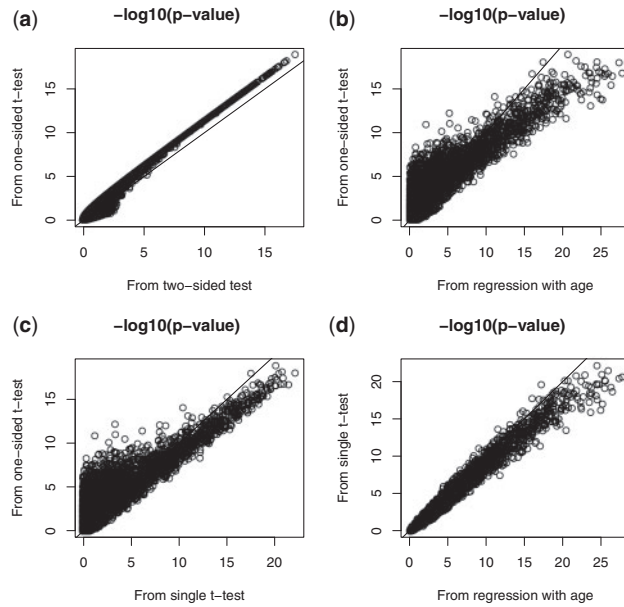 (a) −log10(p−value)
From one−sided t−test
15
10
5
0
0 5 10 15
From two−sided test
(b) −log10(p−value)
From one−sided t−test
15
10
5
0
0 5 10 15 20 25
From regression with age
(c) −log10(p−value)
From one−sided t−test
15
10
5
0
0 5 10 15 20
From single t−test
(d) −log10(p−value)
From single t−test
20
15
10
5
0
0 5 10 15 20 25
From regression with age